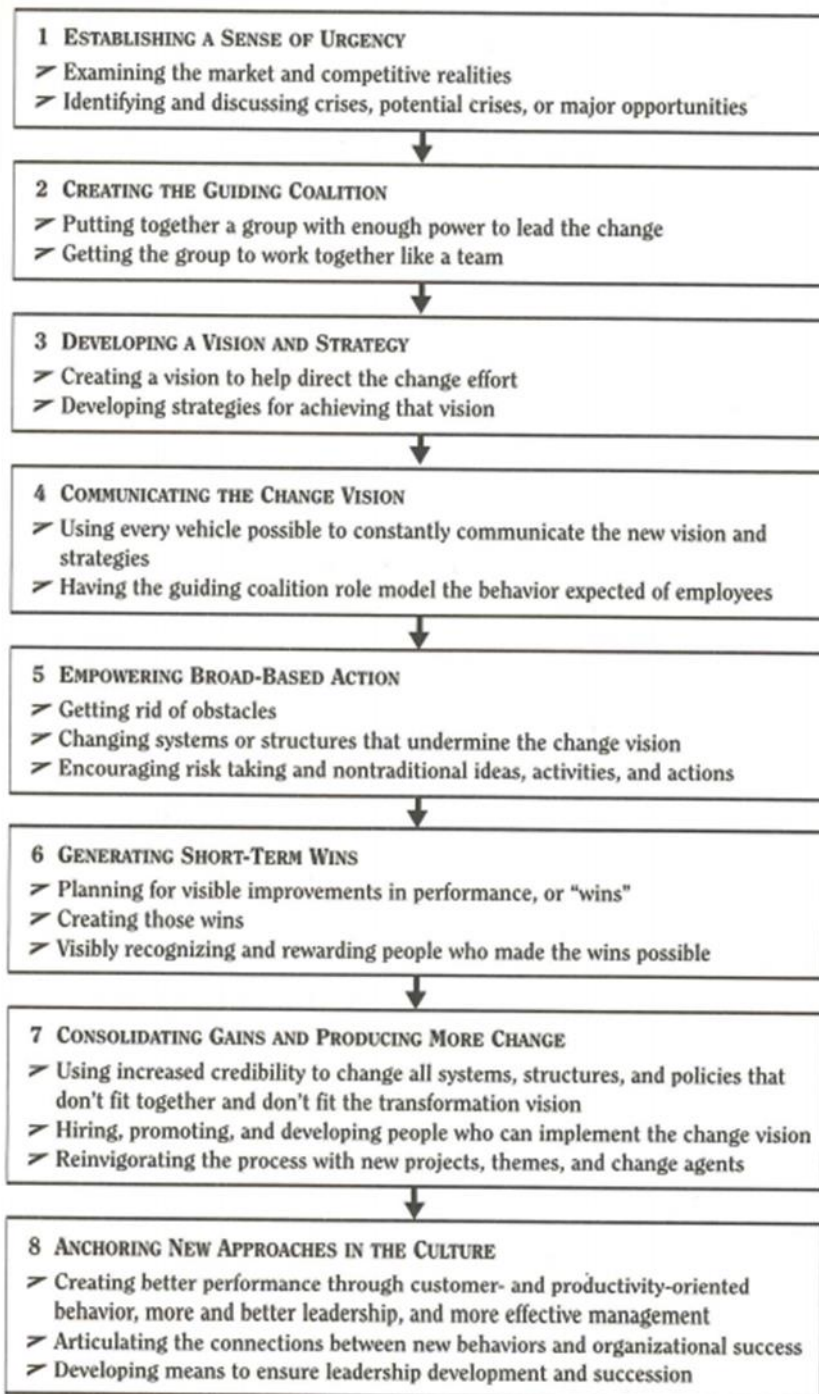 1 ESTABLISHING A SENSE OF URGENCY
➢ Examining the market and competitive realities
➢ Identifying and discussing crises, potential crises, or major opportunities
2 CREATING THE GUIDING COALITION
➢ Putting together a group with enough power to lead the change
➢ Getting the group to work together like a team
3 DEVELOPING A VISION AND STRATEGY
➢ Creating a vision to help direct the change effort
➢ Developing strategies for achieving that vision
4 COMMUNICATING THE CHANGE VISION
➢ Using every vehicle possible to constantly communicate the new vision and
strategies
➢ Having the guiding coalition role model the behavior expected of employees
5 EMPOWERING BROAD-BASED ACTION
➢ Getting rid of obstacles
➢ Changing systems or structures that undermine the change vision
➢ Encouraging risk taking and nontraditional ideas, activities, and actions
6 GENERATING SHORT-TERM WINS
➢ Planning for visible improvements in performance, or "wins"
➢ Creating those wins
➢ Visibly recognizing and rewarding people who made the wins possible
7 CONSOLIDATING GAINS AND PRODUCING MORE CHANGE
➢ Using increased credibility to change all systems, structures, and policies that
don't fit together and don't fit the transformation vision
➢ Hiring, promoting, and developing people who can implement the change vision
➢ Reinvigorating the process with new projects, themes, and change agents
8 ANCHORING NEW APPROACHES IN THE CULTURE
➢ Creating better performance through customer- and productivity-oriented
behavior, more and better leadership, and more effective management
➢ Articulating the connections between new behaviors and organizational success
➢ Developing means to ensure leadership development and succession